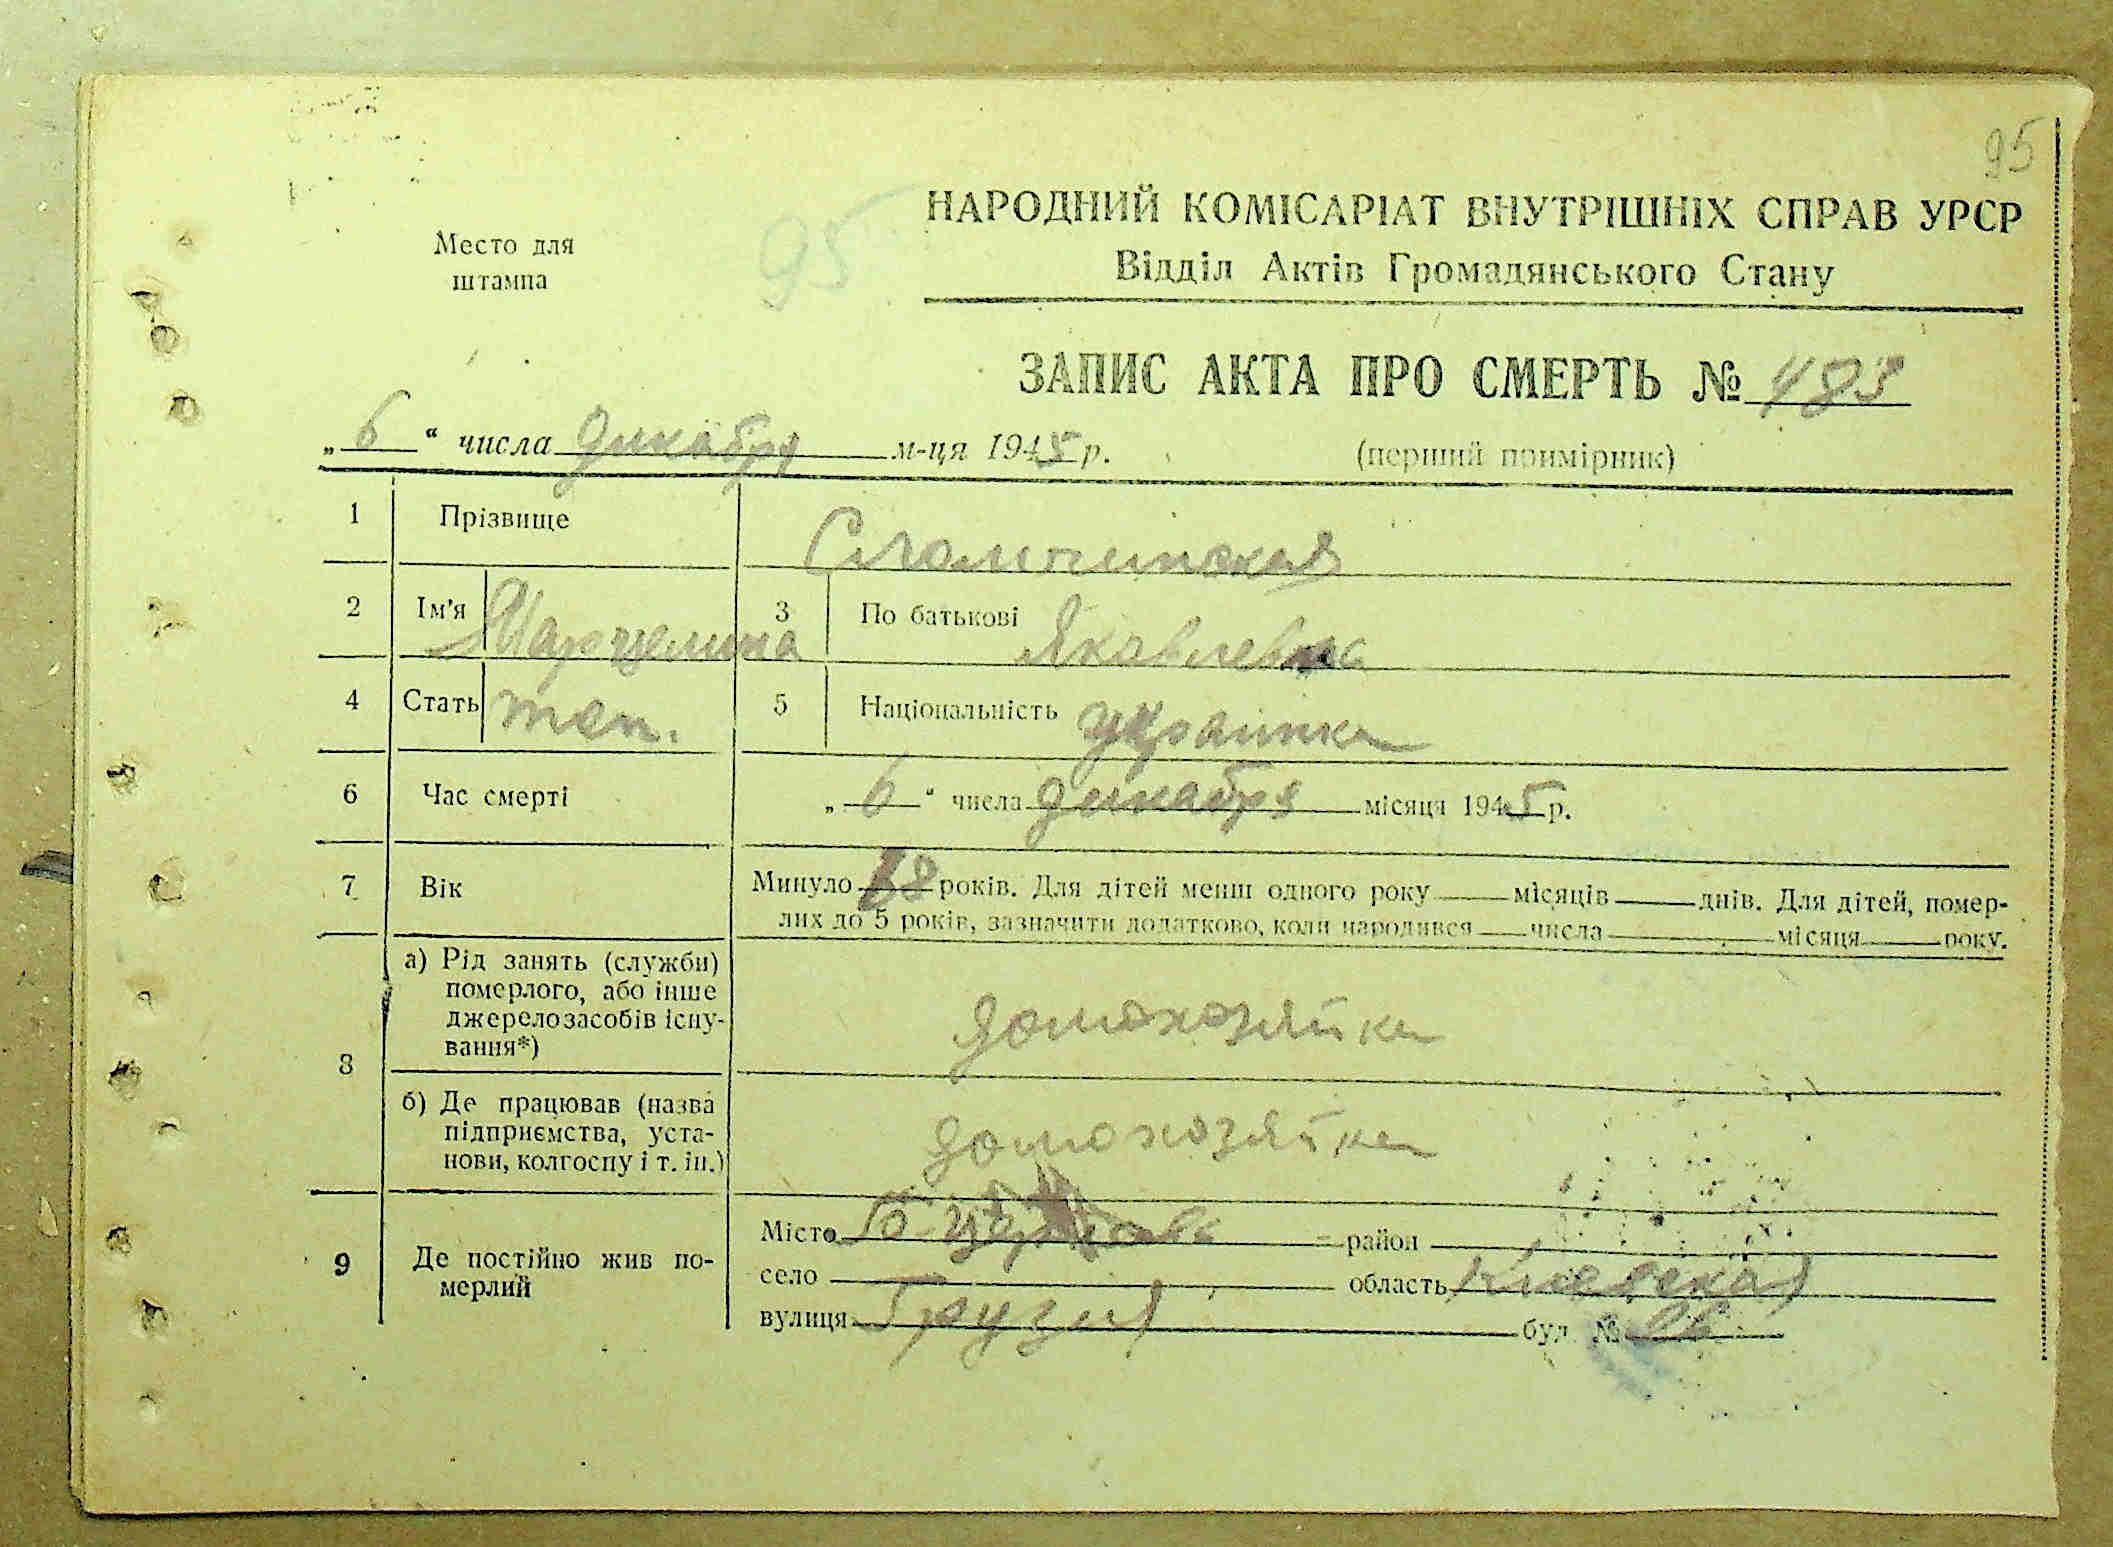 95
НАРОДНИЙ КОМІСАРІАТ ВНУТРІШНІХ СПРАВ УРСР
Место для штампа
95
Відділ Актів Громадянського Стану
ЗАПИС АКТА ПРО СМЕРТЬ № 483
„6“ числа декабря м-ця 1945 р. (перший примірник)
1 Прізвище
2 Ім'я Марцелина 3 По батькові Яковлевна
4 Стать жен. 5 Національність украинка
6 Час смерті „6“ числа декабря місяця 1945 р.
7 Вік Минуло 68 років. Для дітей менш одного року місяців днів. Для дітей, помер-
лих до 5 років, зазначити додатково, коли народився числа місяця року.
8 а) Рід занять (служби)
померлого, або інше
джерело засобів існу-
вання*) домохозяйка
б) Де працював (назва
підприємства, уста-
нови, колгоспу і т. ін.) домохозяйка
9 Де постійно жив по-
мерлий
Місто Б Церковь район
село область Киевская
вулиця Грузия буд. №